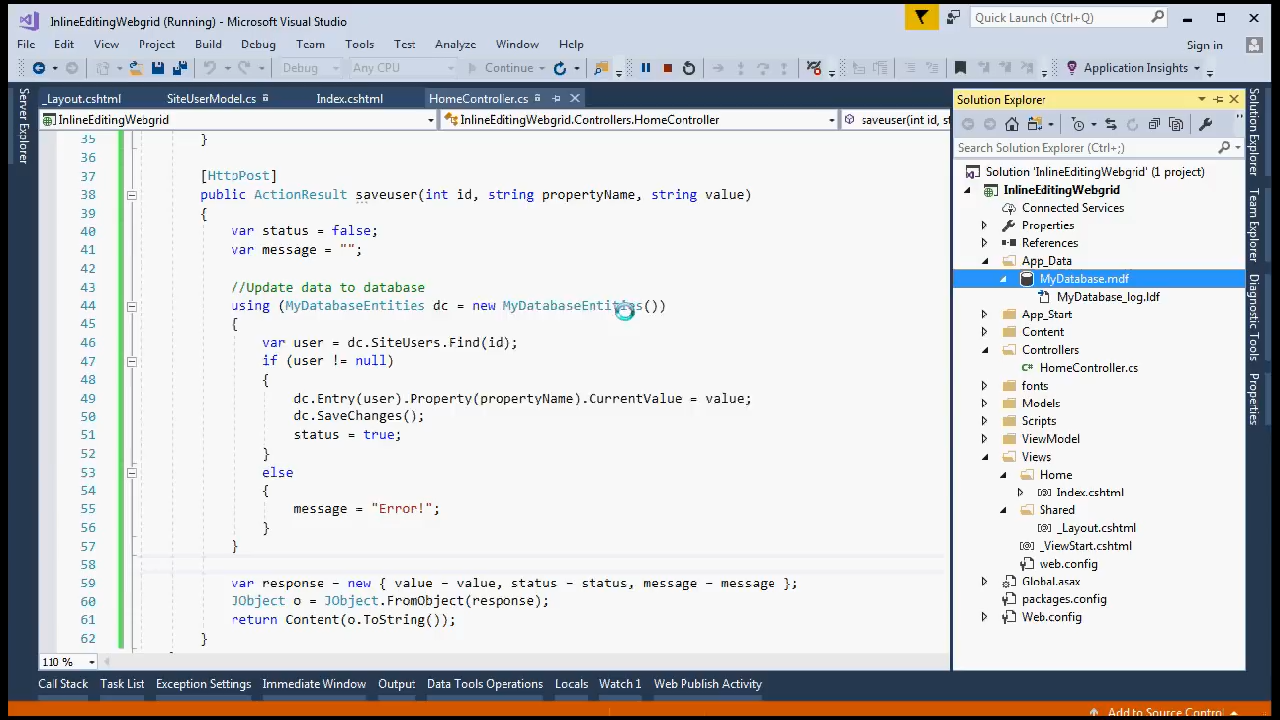 InlineEditingWebgrid (Running) - Microsoft Visual Studio
Quick Launch (Ctrl+Q)
File Edit View Project Build Debug Team Tools Test Analyze Window Help
Sign in
Debug Any CPU Continue Application Insights
Server Explorer
_Layout.cshtml SiteUserModel.cs Index.cshtml HomeController.cs
InlineEditingWebgrid InlineEditingWebgrid.Controllers.HomeController saveuser(int id, st
35 }
36
37 [HttpPost]
38 public ActionResult saveuser(int id, string propertyName, string value)
39 {
40 var status = false;
41 var message = "";
42
43 //Update data to database
44 using (MyDatabaseEntities dc = new MyDatabaseEntities())
45 {
46 var user = dc.SiteUsers.Find(id);
47 if (user != null)
48 {
49 dc.Entry(user).Property(propertyName).CurrentValue = value;
50 dc.SaveChanges();
51 status = true;
52 }
53 else
54 {
55 message = "Error!";
56 }
57 }
58
59 var response = new { value = value, status = status, message = message };
60 JObject o = JObject.FromObject(response);
61 return Content(o.ToString());
62 }
110 %
Solution Explorer
Search Solution Explorer (Ctrl+;)
Solution 'InlineEditingWebgrid' (1 project)
InlineEditingWebgrid
Connected Services
Properties
References
App_Data
MyDatabase.mdf
MyDatabase_log.ldf
App_Start
Content
Controllers
C# HomeController.cs
fonts
Models
Scripts
ViewModel
Views
Home
Index.cshtml
Shared
_Layout.cshtml
_ViewStart.cshtml
web.config
Global.asax
packages.config
Web.config
Solution Explorer
Team Explorer
Diagnostic Tools
Properties
Call Stack Task List Exception Settings Immediate Window Output Data Tools Operations Locals Watch 1 Web Publish Activity
Add to Source Control